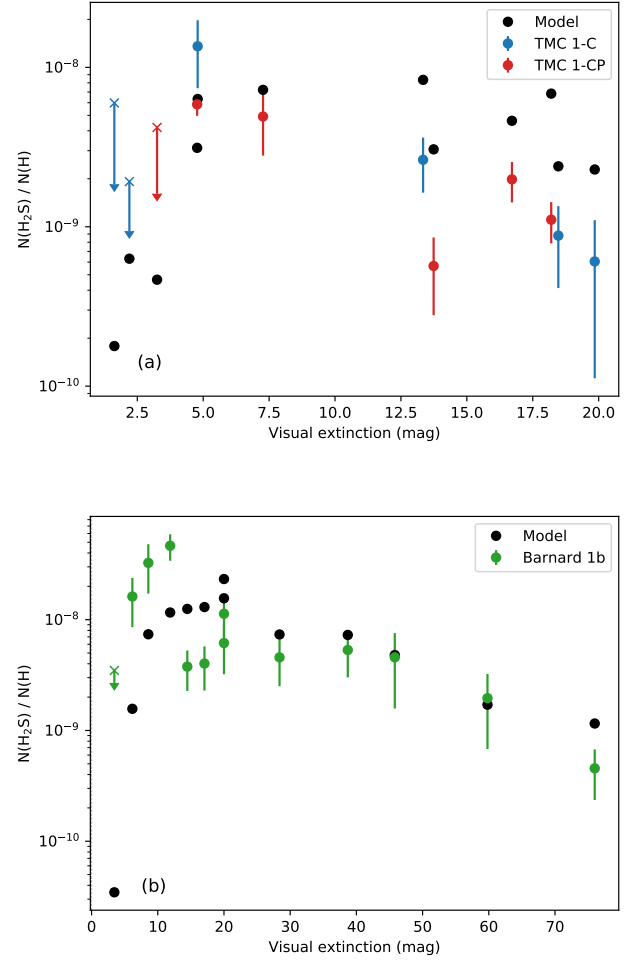 Model
TMC 1-C
TMC 1-CP
10⁻⁸
10⁻⁹
10⁻¹⁰
N(H₂S) / N(H)
(a)
2.5 5.0 7.5 10.0 12.5 15.0 17.5 20.0
Visual extinction (mag)
Model
Barnard 1b
10⁻⁸
10⁻⁹
10⁻¹⁰
N(H₂S) / N(H)
(b)
0 10 20 30 40 50 60 70
Visual extinction (mag)